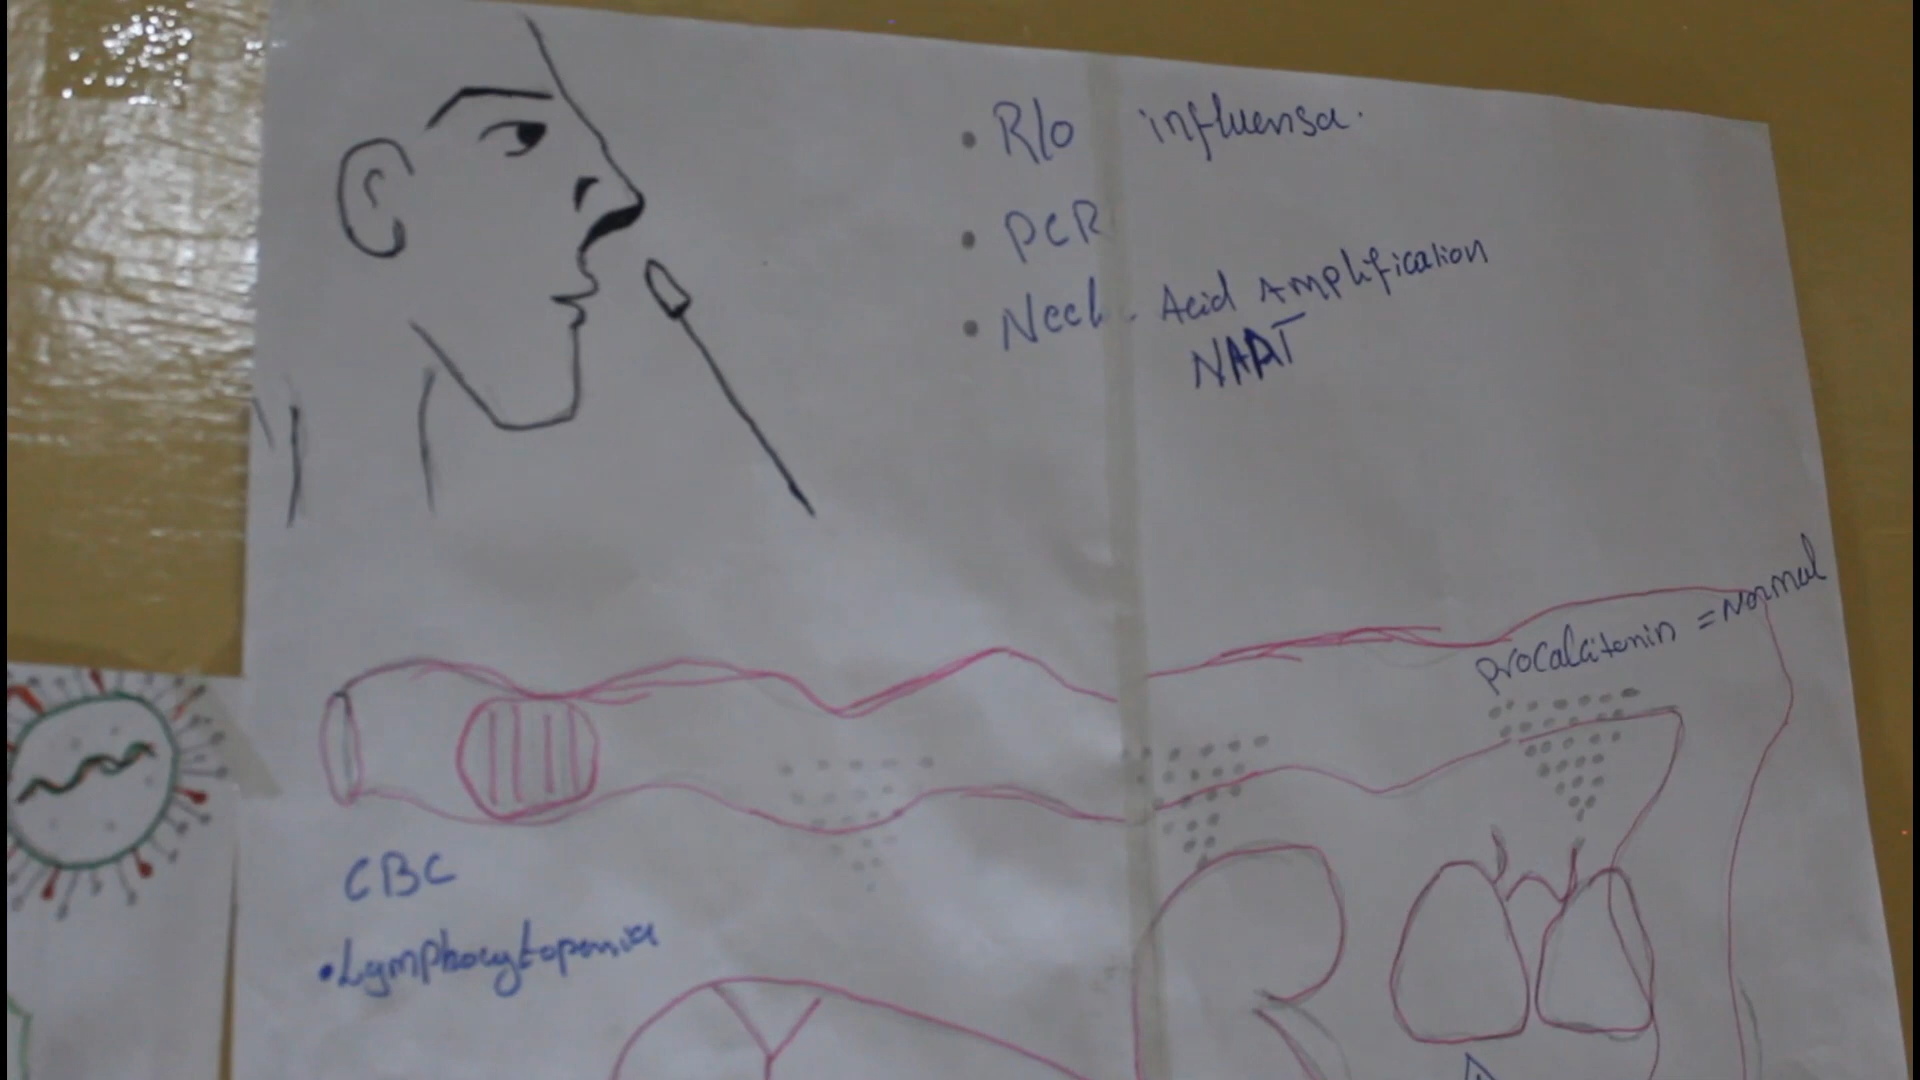 • R/o influensa.
• PCR
• Necl. Acid Amplification
NAAT
Procalcitonin = Normal
CBC
• Lymphocytopenia